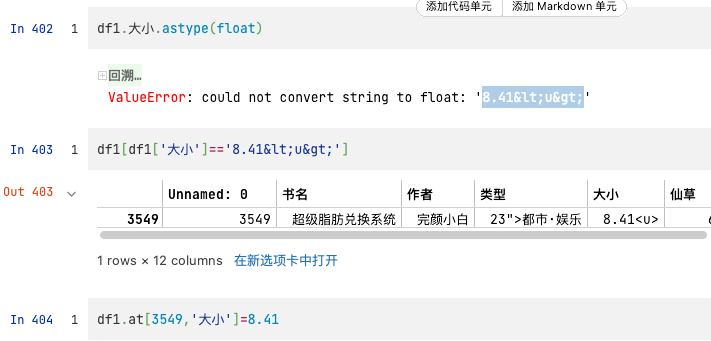 添加代码单元 添加 Markdown 单元
In 402 1 df1.大小.astype(float)
回溯…
ValueError: could not convert string to float: '8.41&lt;u&gt;'
In 403 1 df1[df1['大小']=='8.41&lt;u&gt;']
Out 403
Unnamed: 0 书名 作者 类型 大小 仙草
3549 3549 超级脂肪兑换系统 完颜小白 23">都市·娱乐 8.41<u>
1 rows × 12 columns 在新选项卡中打开
In 404 1 df1.at[3549,'大小']=8.41